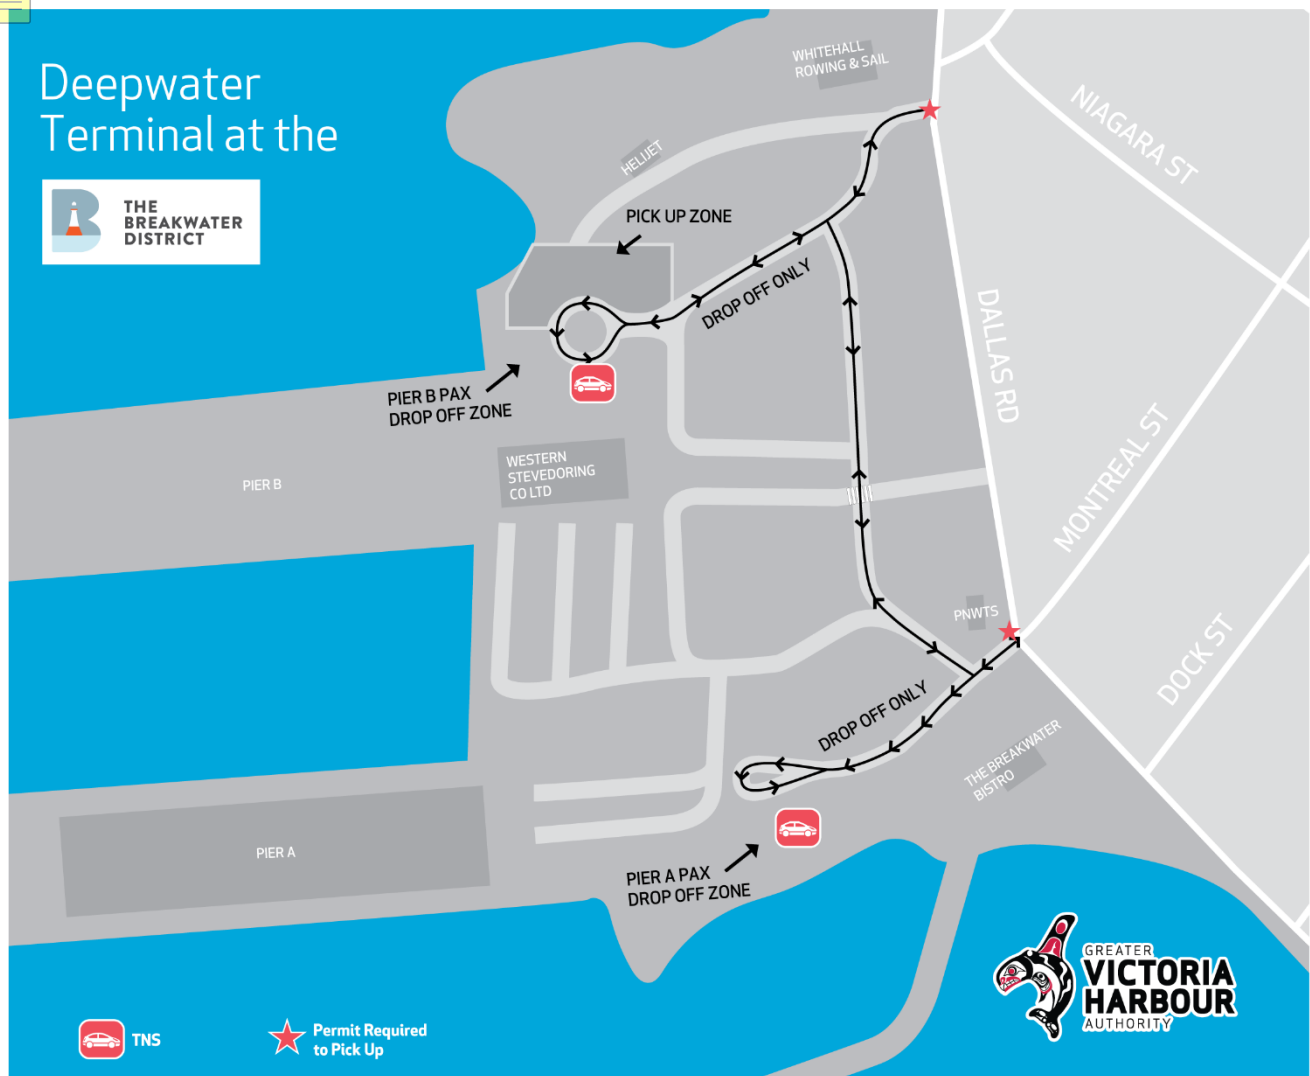 Deepwater
Terminal at the
THE
BREAKWATER
DISTRICT
WHITEHALL
ROWING & SAIL
NIAGARA ST
HELIJET
PICK UP ZONE
DROP OFF ONLY
DALLAS RD
PIER B PAX
DROP OFF ZONE
MONTREAL ST
WESTERN
STEVEDORING
CO LTD
PIER B
PNWTS
DOCK ST
DROP OFF ONLY
THE BREAKWATER
BISTRO
PIER A
PIER A PAX
DROP OFF ZONE
GREATER
VICTORIA
HARBOUR
AUTHORITY
TNS
Permit Required
to Pick Up